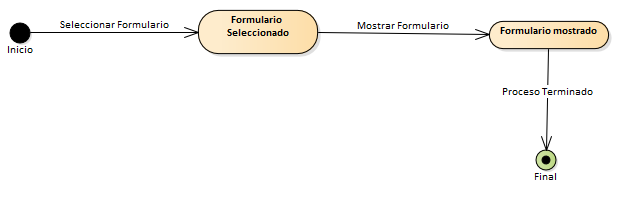 Inicio
Seleccionar Formulario
Formulario
Seleccionado
Mostrar Formulario
Formulario mostrado
Proceso Terminado
Final